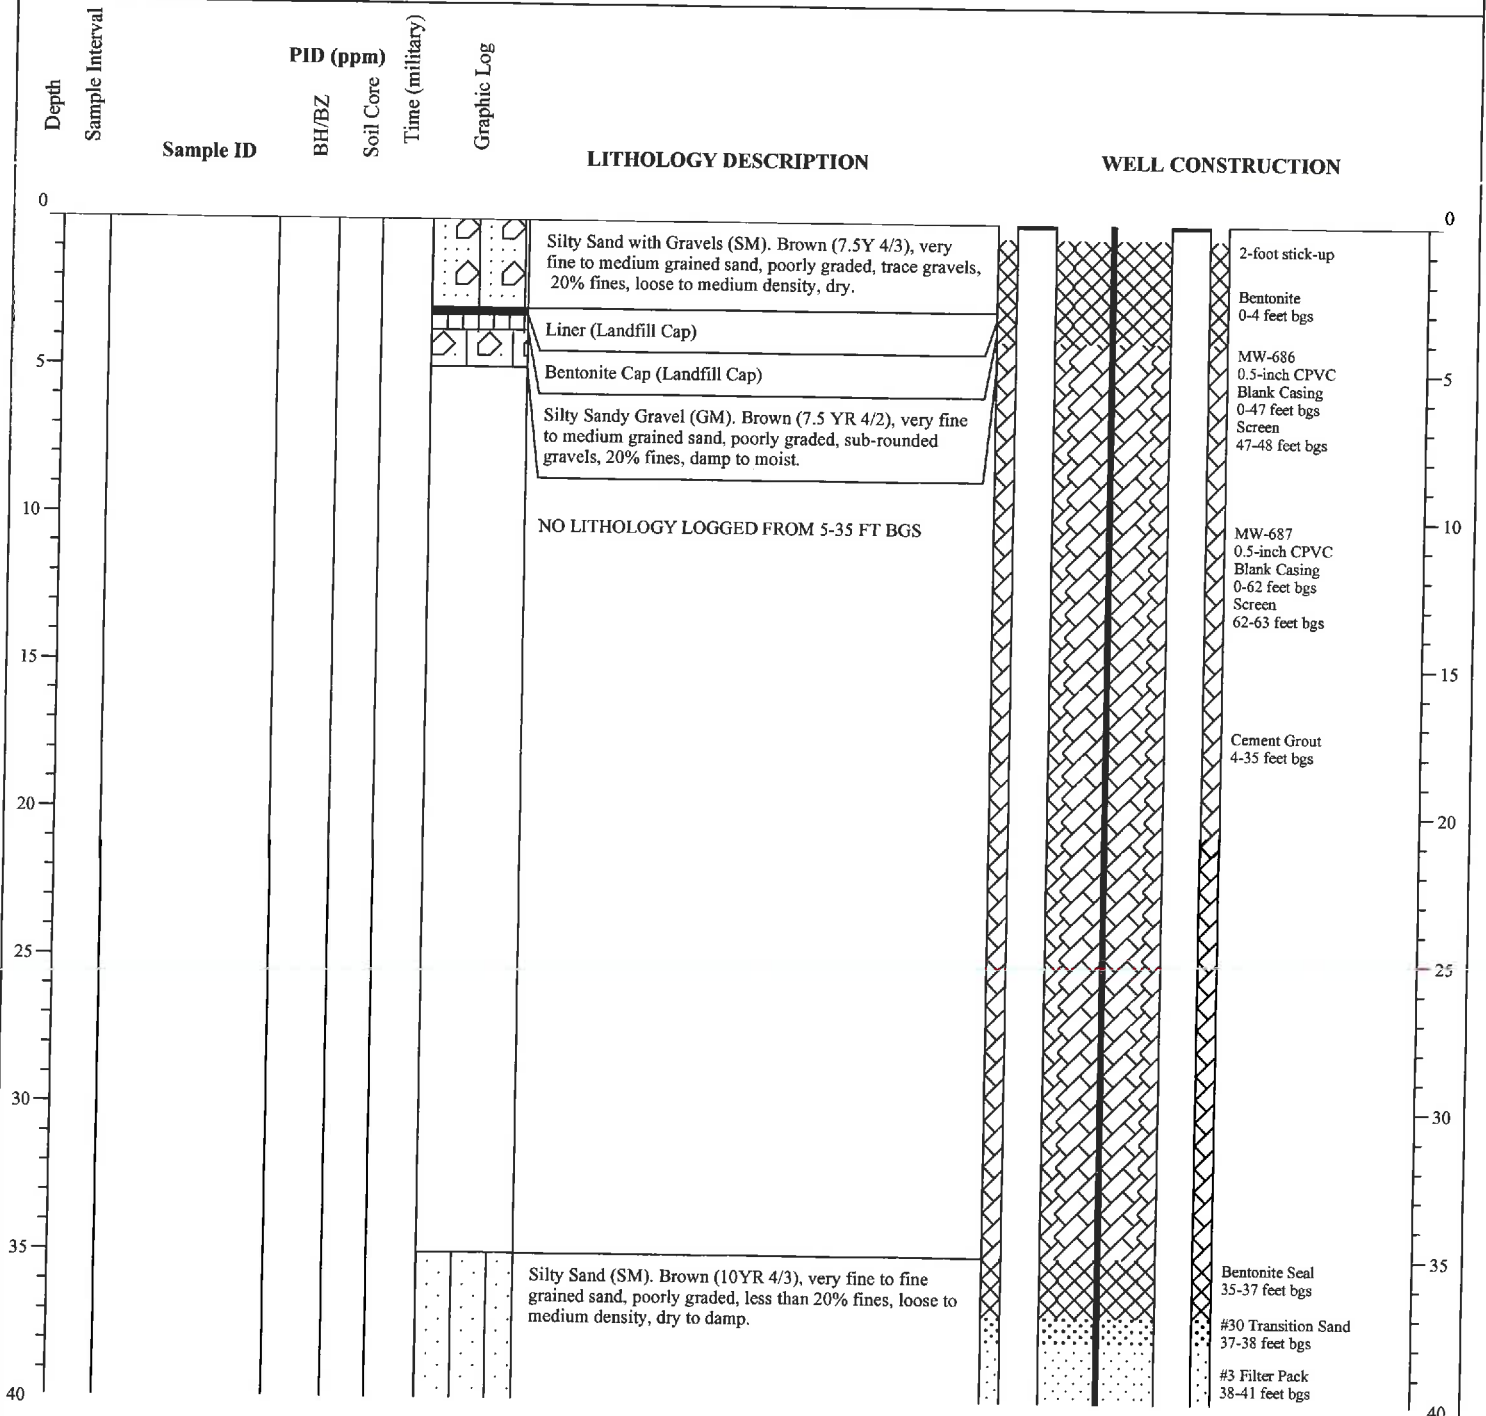 Depth
Sample Interval
Sample ID
PID (ppm)
BH/BZ
Soil Core
Time (military)
Graphic Log
LITHOLOGY DESCRIPTION
WELL CONSTRUCTION
0
5
10
15
20
25
30
35
40
Silty Sand with Gravels (SM). Brown (7.5Y 4/3), very
fine to medium grained sand, poorly graded, trace gravels,
20% fines, loose to medium density, dry.
Liner (Landfill Cap)
Bentonite Cap (Landfill Cap)
Silty Sandy Gravel (GM). Brown (7.5 YR 4/2), very fine
to medium grained sand, poorly graded, sub-rounded
gravels, 20% fines, damp to moist.
NO LITHOLOGY LOGGED FROM 5-35 FT BGS
Silty Sand (SM). Brown (10YR 4/3), very fine to fine
grained sand, poorly graded, less than 20% fines, loose to
medium density, dry to damp.
2-foot stick-up
Bentonite
0-4 feet bgs
MW-686
0.5-inch CPVC
Blank Casing
0-47 feet bgs
Screen
47-48 feet bgs
MW-687
0.5-inch CPVC
Blank Casing
0-62 feet bgs
Screen
62-63 feet bgs
Cement Grout
4-35 feet bgs
Bentonite Seal
35-37 feet bgs
#30 Transition Sand
37-38 feet bgs
#3 Filter Pack
38-41 feet bgs
0
5
10
15
20
25
30
35
40